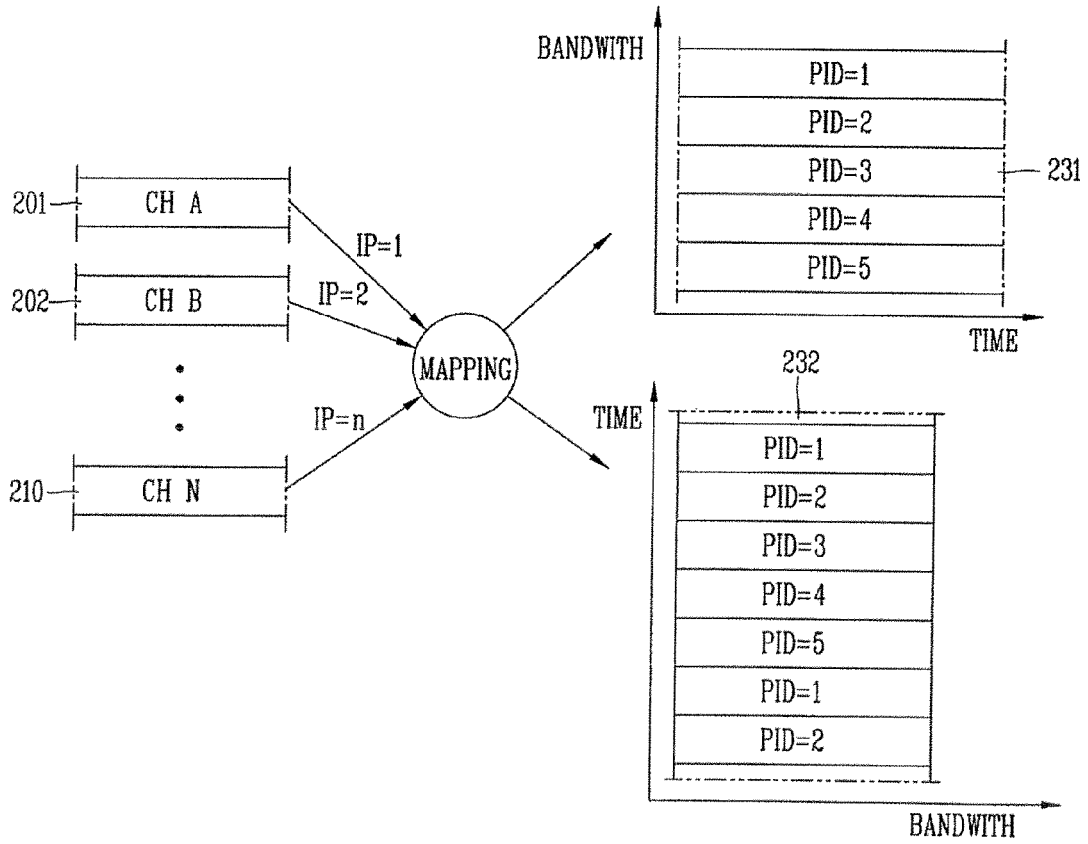 BANDWITH
PID=1
PID=2
PID=3
PID=4
PID=5
231
TIME
201
CH A
IP=1
202
CH B
IP=2
MAPPING
IP=n
210
CH N
232
TIME
PID=1
PID=2
PID=3
PID=4
PID=5
PID=1
PID=2
BANDWITH